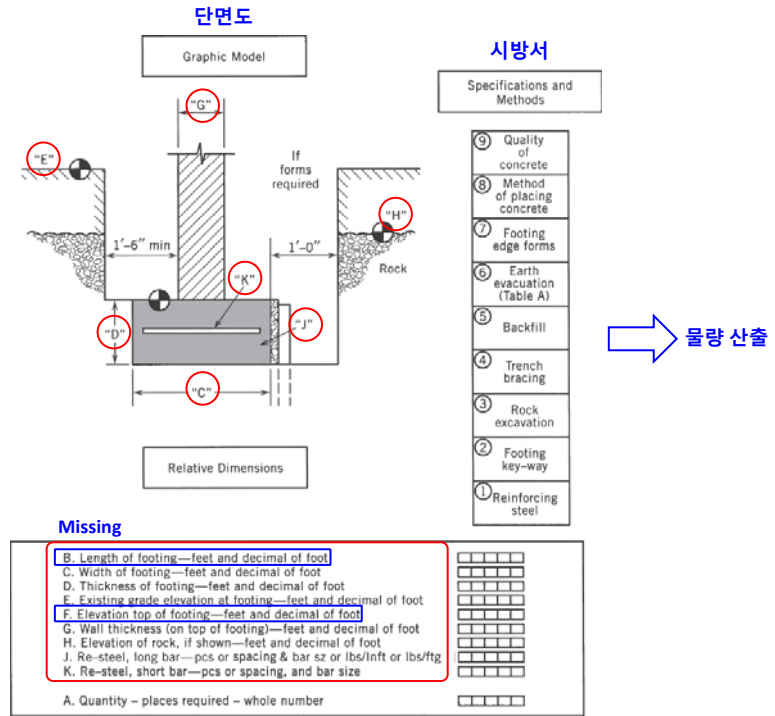 단면도
Graphic Model
시방서
Specifications and
Methods
"G"
"E"
If
forms
required
"H"
1'–6" min
1'–0"
Rock
"K"
"D"
"J"
"C"
Relative Dimensions
9 Quality
of
concrete
8 Method
of placing
concrete
7 Footing
edge forms
6 Earth
evacuation
(Table A)
5 Backfill
4 Trench
bracing
3 Rock
excavation
2 Footing
key–way
1 Reinforcing
steel
물량 산출
Missing
B. Length of footing—feet and decimal of foot
C. Width of footing—feet and decimal of foot
D. Thickness of footing—feet and decimal of foot
E. Existing grade elevation at footing—feet and decimal of foot
F. Elevation top of footing—feet and decimal of foot
G. Wall thickness (on top of footing)—feet and decimal of foot
H. Elevation of rock, if shown—feet and decimal of foot
J. Re–steel, long bar—pcs or spacing & bar sz or lbs/lnft or lbs/ftg
K. Re–steel, short bar—pcs or spacing, and bar size
A. Quantity – places required – whole number